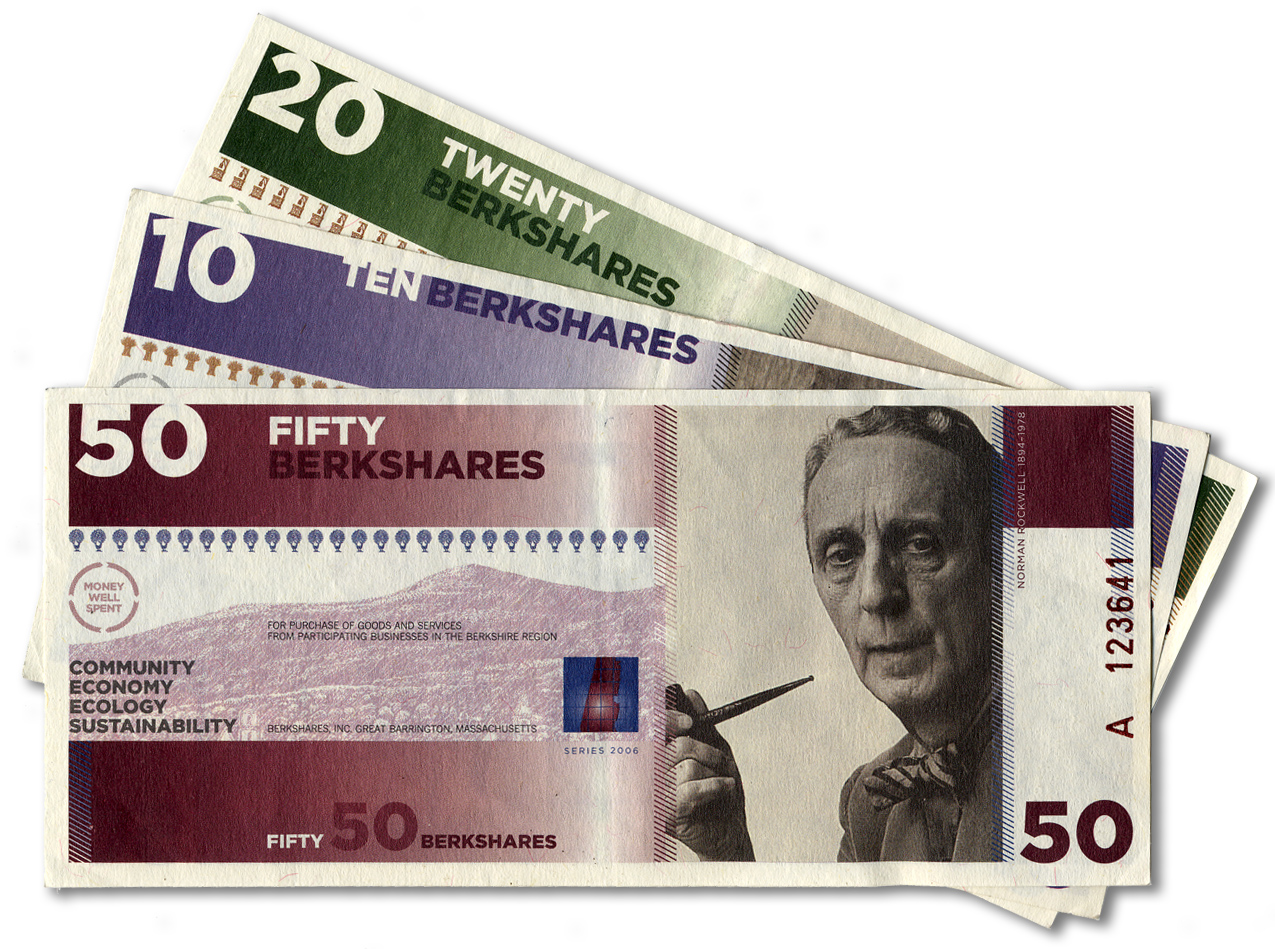 20
TWENTY
BERKSHARES
10
TEN BERKSHARES
50
FIFTY
BERKSHARES
MONEY
WELL
SPENT
FOR PURCHASE OF GOODS AND SERVICES
FROM PARTICIPATING BUSINESSES IN THE BERKSHIRE REGION
COMMUNITY
ECONOMY
ECOLOGY
SUSTAINABILITY
BERKSHARES, INC. GREAT BARRINGTON, MASSACHUSETTS
SERIES 2006
FIFTY 50 BERKSHARES
NORMAN ROCKWELL 1894-1978
A 123641
50